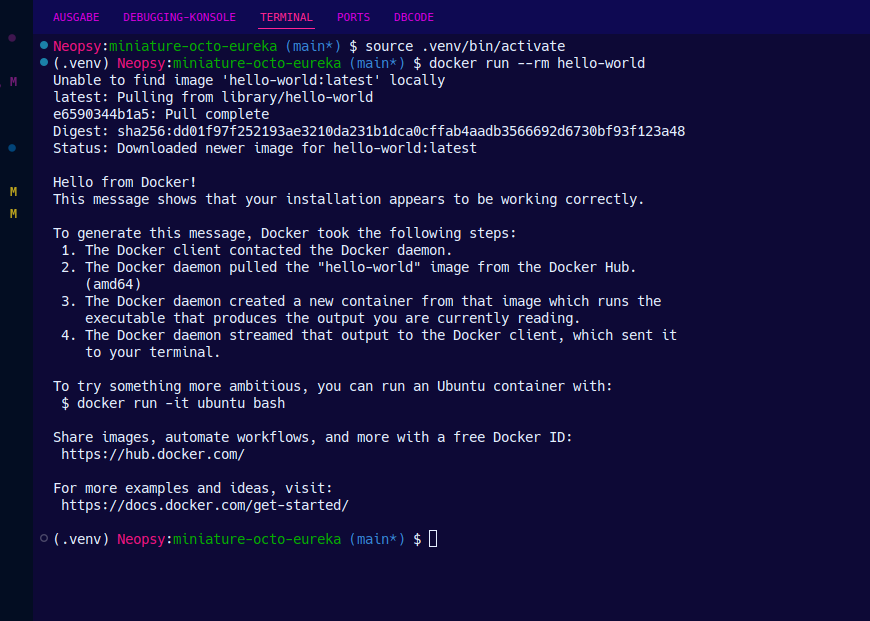 AUSGABE DEBUGGING-KONSOLE TERMINAL PORTS DBCODE
Neopsy:miniature-octo-eureka (main*) $ source .venv/bin/activate
(.venv) Neopsy:miniature-octo-eureka (main*) $ docker run --rm hello-world
M
Unable to find image 'hello-world:latest' locally
latest: Pulling from library/hello-world
e6590344b1a5: Pull complete
Digest: sha256:dd01f97f252193ae3210da231b1dca0cffab4aadb3566692d6730bf93f123a48
Status: Downloaded newer image for hello-world:latest
M
M
Hello from Docker!
This message shows that your installation appears to be working correctly.
To generate this message, Docker took the following steps:
1. The Docker client contacted the Docker daemon.
2. The Docker daemon pulled the "hello-world" image from the Docker Hub.
(amd64)
3. The Docker daemon created a new container from that image which runs the
executable that produces the output you are currently reading.
4. The Docker daemon streamed that output to the Docker client, which sent it
to your terminal.
To try something more ambitious, you can run an Ubuntu container with:
$ docker run -it ubuntu bash
Share images, automate workflows, and more with a free Docker ID:
https://hub.docker.com/
For more examples and ideas, visit:
https://docs.docker.com/get-started/
(.venv) Neopsy:miniature-octo-eureka (main*) $